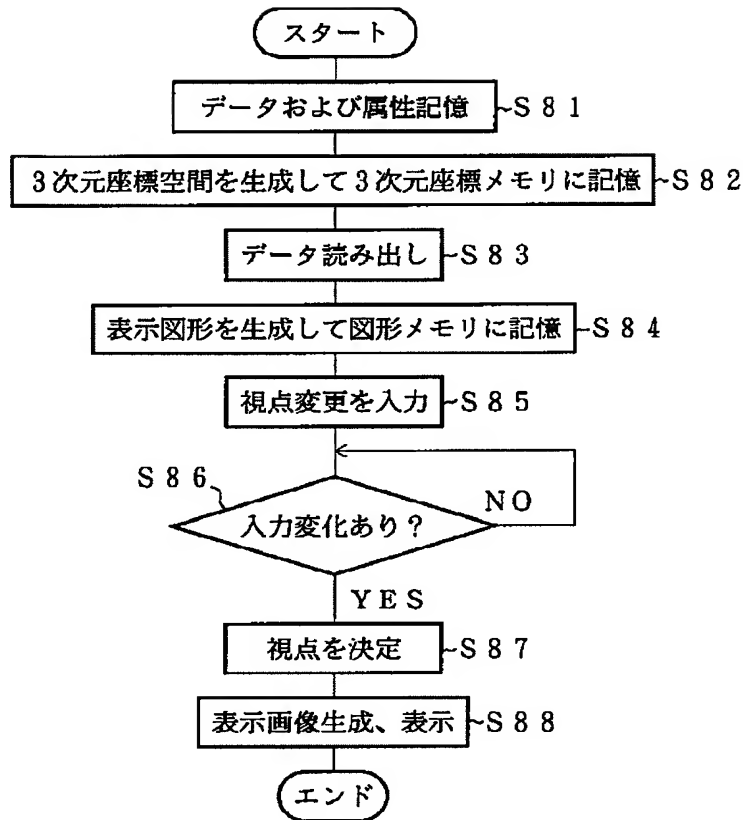 スタート
データおよび属性記憶 ~S81
3次元座標空間を生成して3次元座標メモリに記憶 ~S82
データ読み出し ~S83
表示図形を生成して図形メモリに記憶 ~S84
視点変更を入力 ~S85
S86
入力変化あり?
NO
YES
視点を決定 ~S87
表示画像生成、表示 ~S88
エンド